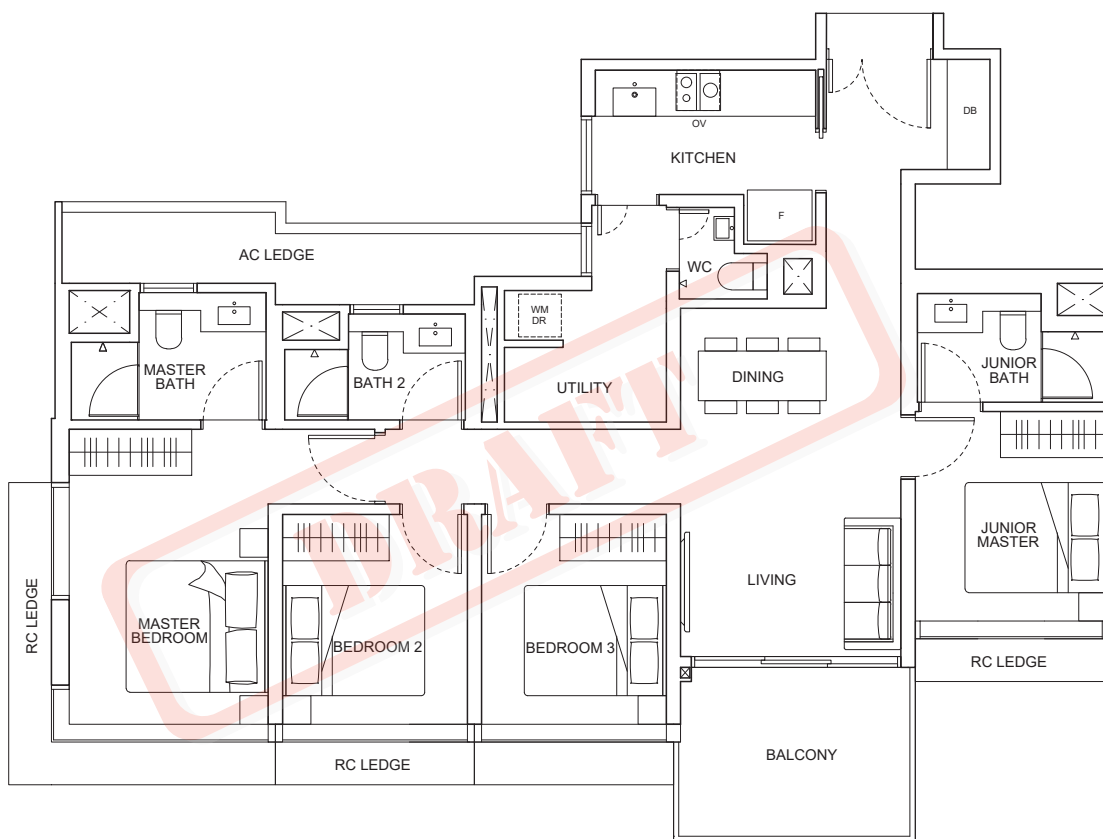 OV
DB
KITCHEN
F
AC LEDGE
WC
WM
DR
MASTER
BATH
BATH 2
UTILITY
DINING
JUNIOR
BATH
DRAFT
JUNIOR
MASTER
LIVING
RC LEDGE
MASTER
BEDROOM
BEDROOM 2
BEDROOM 3
RC LEDGE
RC LEDGE
BALCONY